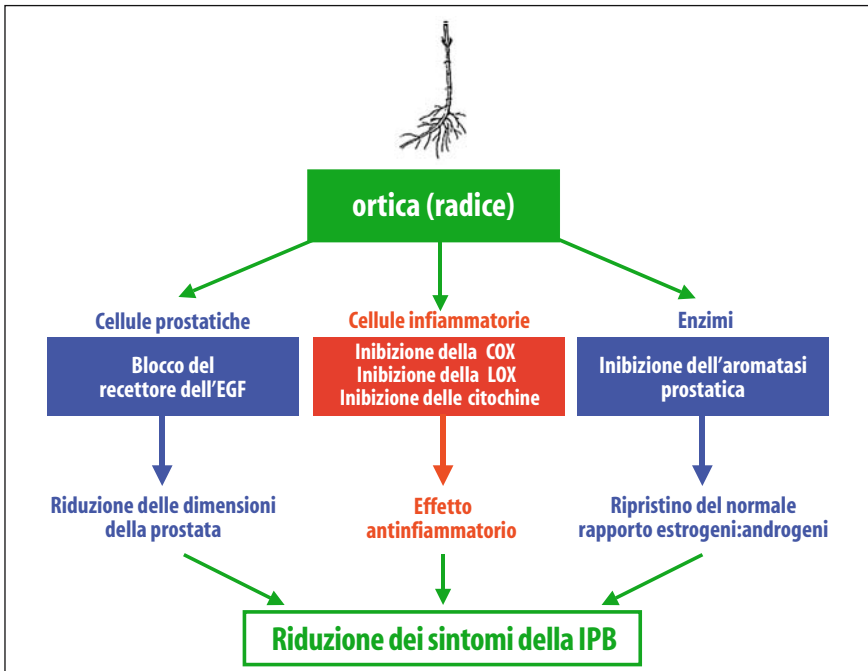 ortica (radice)
Cellule prostatiche
Blocco del
recettore dell'EGF
Riduzione delle dimensioni
della prostata
Cellule infiammatorie
Inibizione della COX
Inibizione della LOX
Inibizione delle citochine
Effetto
antinfiammatorio
Enzimi
Inibizione dell'aromatasi
prostatica
Ripristino del normale
rapporto estrogeni:androgeni
Riduzione dei sintomi della IPB